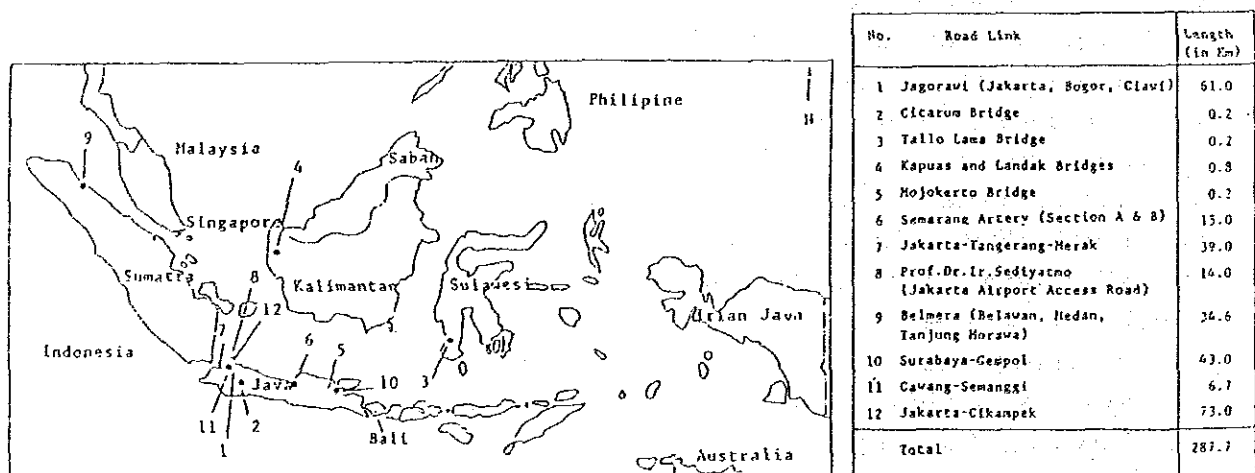 Philipine
Malaysia
9
4
Sabah
Singapore
Sumatra
8
Kalimantan
Sulawesi
12
Irian Java
7
Indonesia
6
5
Java
10
3
11
2
Bali
1
Australia
No. Road Link Length
(in Km)
1 Jagorawi (Jakarta, Bogor, Ciawi) 61.0
2 Citarum Bridge 0.2
3 Tallo Lama Bridge 0.2
4 Kapuas and Landak Bridges 0.8
5 Mojokerto Bridge 0.2
6 Semarang Artery (Section A & B) 15.0
7 Jakarta-Tangerang-Merak 39.0
8 Prof.Dr.Ir.Sediyatmo 14.0
(Jakarta Airport Access Road)
9 Belmera (Belawan, Medan, 34.6
Tanjung Morawa)
10 Surabaya-Gempol 43.0
11 Cawang-Semanggi 6.7
12 Jakarta-Cikampek 73.0
Total 287.7